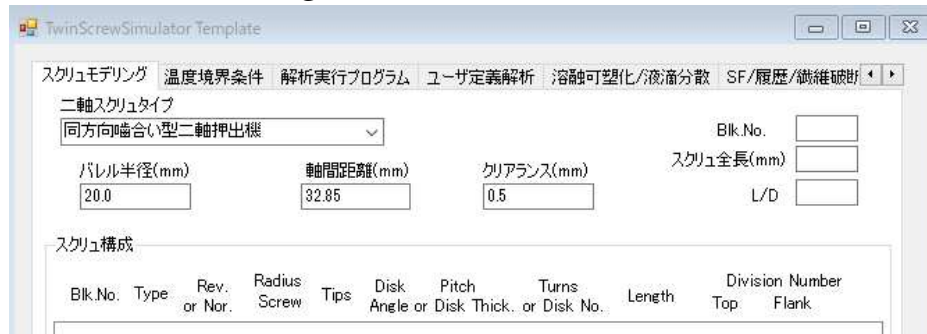 TwinScrewSimulator Template
スクリュモデリング 温度境界条件 解析実行プログラム ユーザ定義解析 溶融可塑化/液滴分散 SF/履歴/繊維破断
二軸スクリュタイプ
同方向噛合い型二軸押出機
Blk.No.
スクリュ全長(mm)
L/D
バレル半径(mm) 軸間距離(mm) クリアランス(mm)
20.0 32.85 0.5
スクリュ構成
Blk.No. Type Rev. or Nor. Radius Screw Tips Disk Angle Pitch or Disk Thick. Turns or Disk No. Length Division Number Top Flank